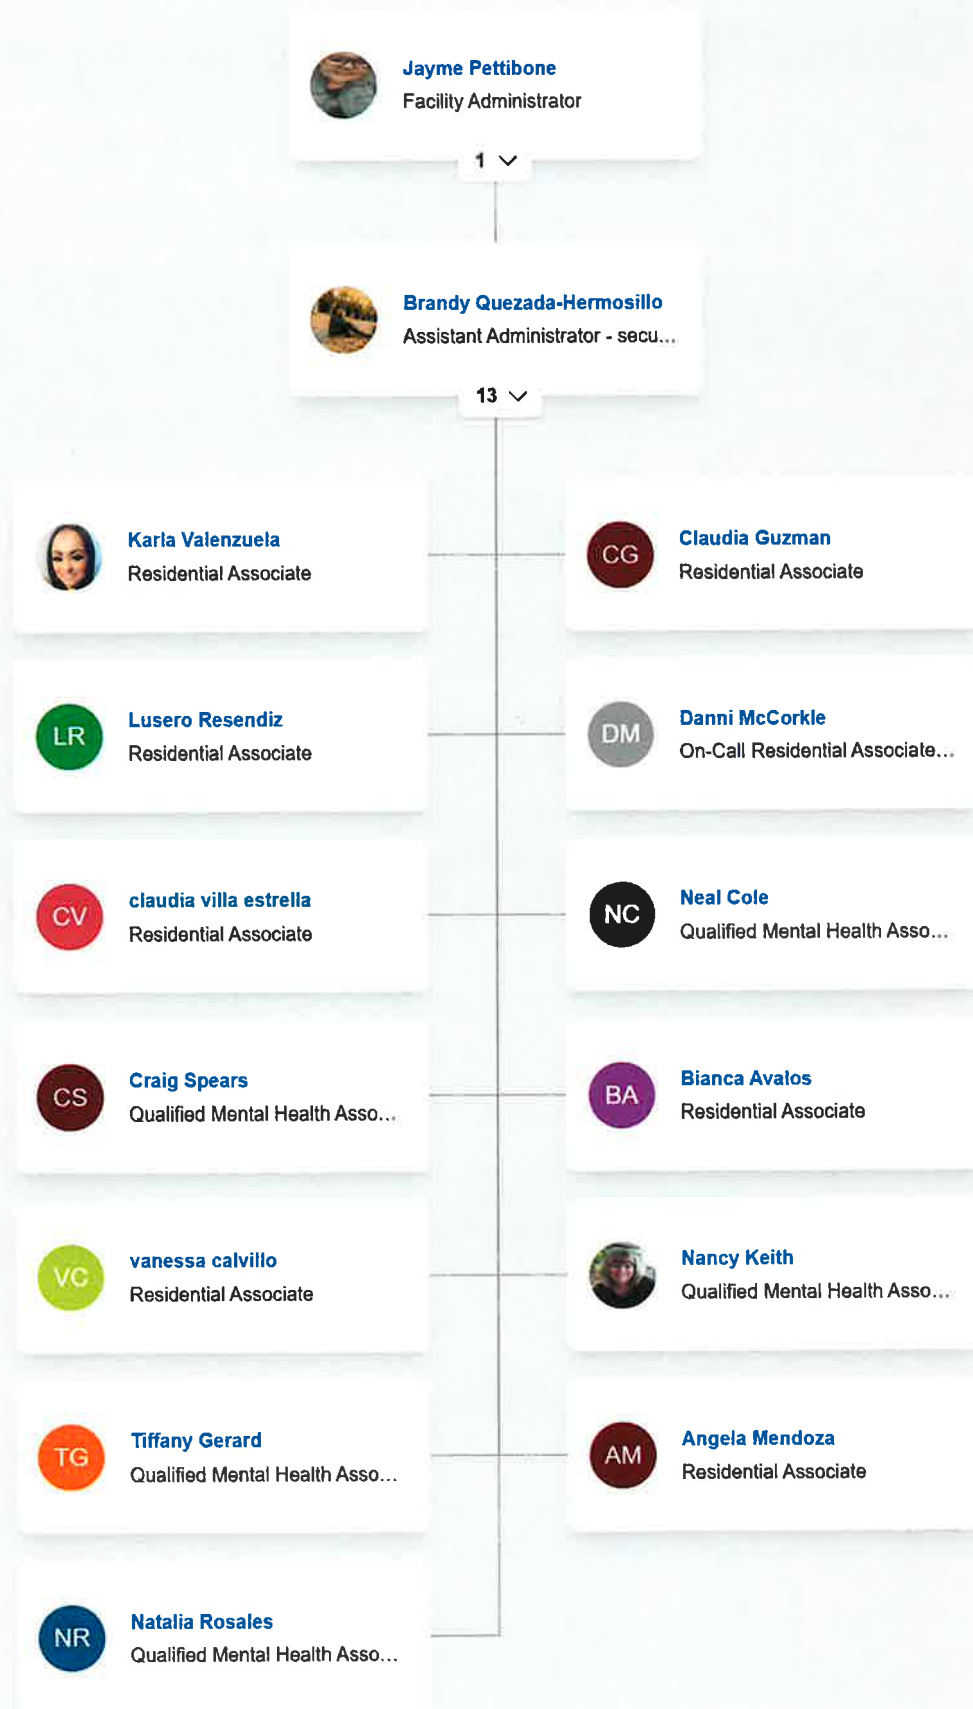 Jayme Pettibone
Facility Administrator
1
Brandy Quezada-Hermosillo
Assistant Administrator - secu...
13
Karla Valenzuela
Residential Associate
CG
Claudia Guzman
Residential Associate
LR
Lusero Resendiz
Residential Associate
DM
Danni McCorkle
On-Call Residential Associate...
CV
claudia villa estrella
Residential Associate
NC
Neal Cole
Qualified Mental Health Asso...
CS
Craig Spears
Qualified Mental Health Asso...
BA
Bianca Avalos
Residential Associate
VC
vanessa calvillo
Residential Associate
Nancy Keith
Qualified Mental Health Asso...
TG
Tiffany Gerard
Qualified Mental Health Asso...
AM
Angela Mendoza
Residential Associate
NR
Natalia Rosales
Qualified Mental Health Asso...